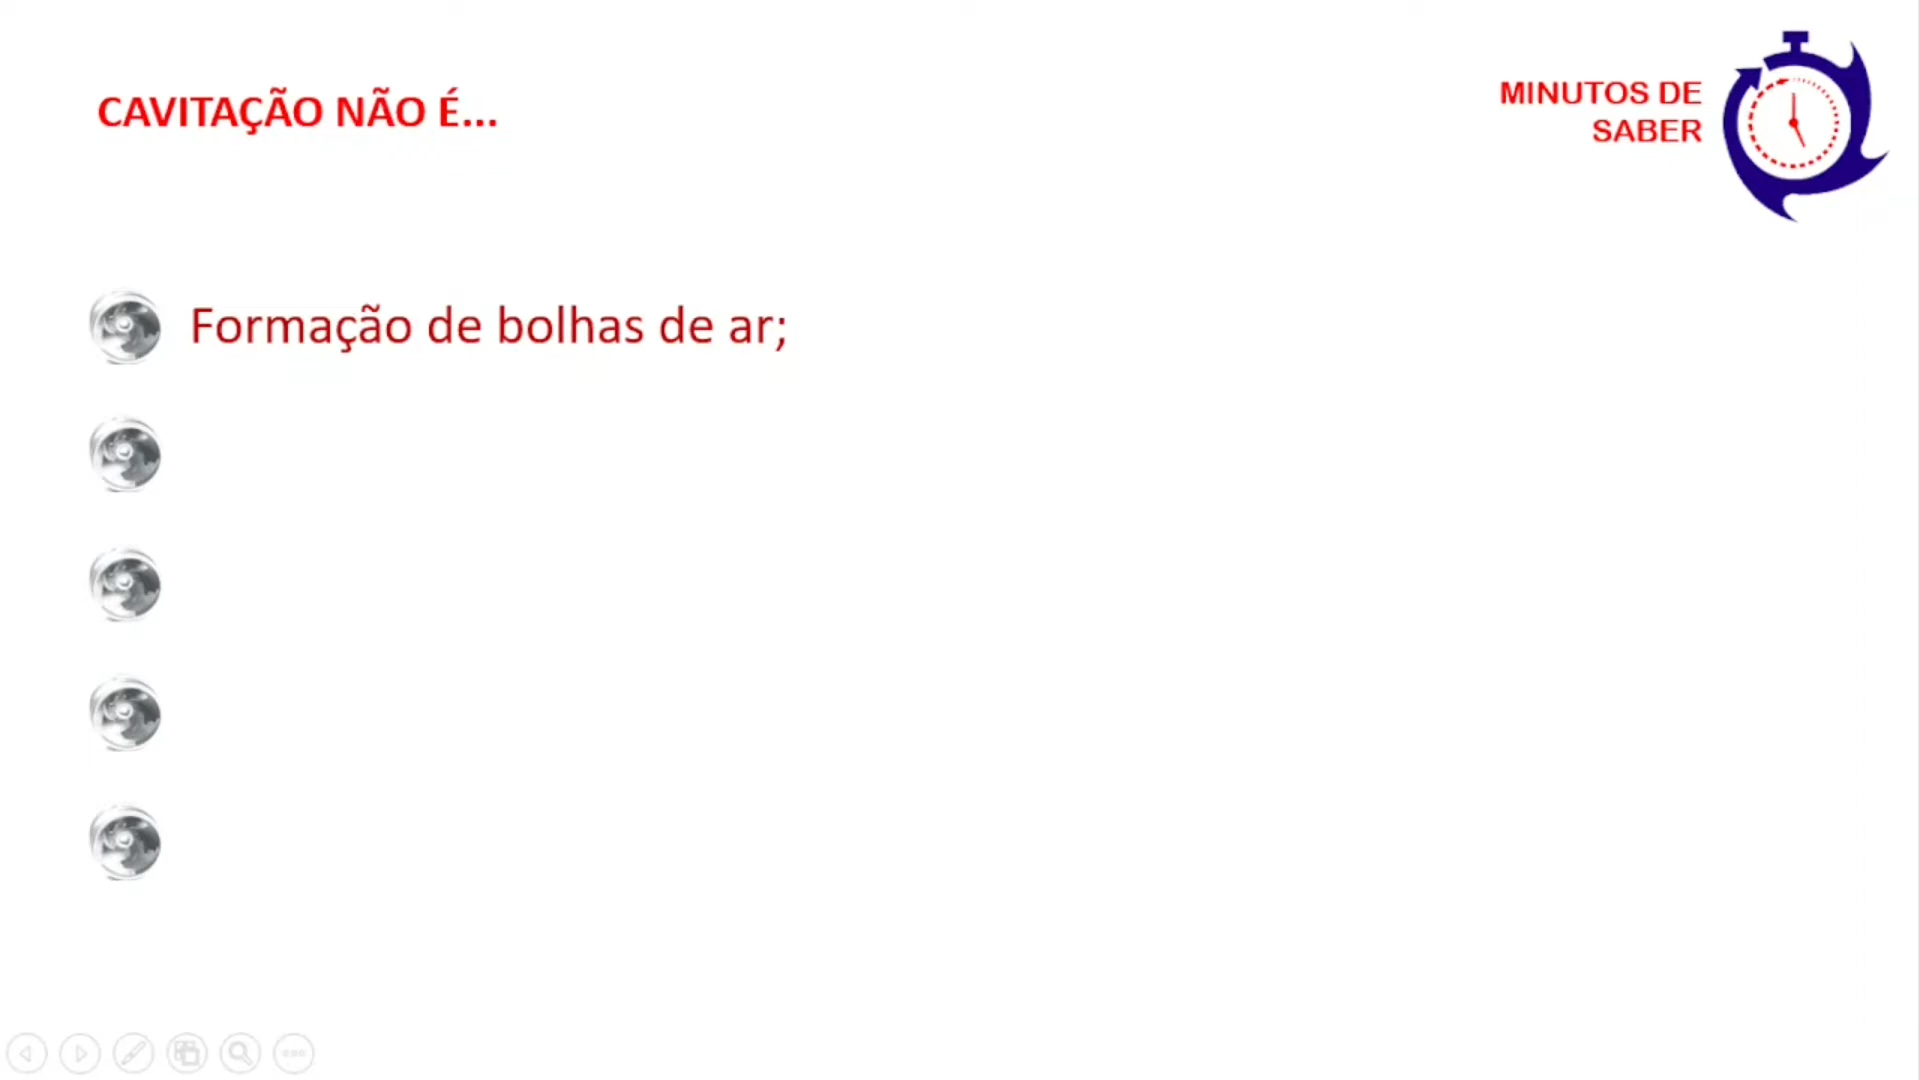 CAVITAÇÃO NÃO É...
MINUTOS DE
SABER
Formação de bolhas de ar;